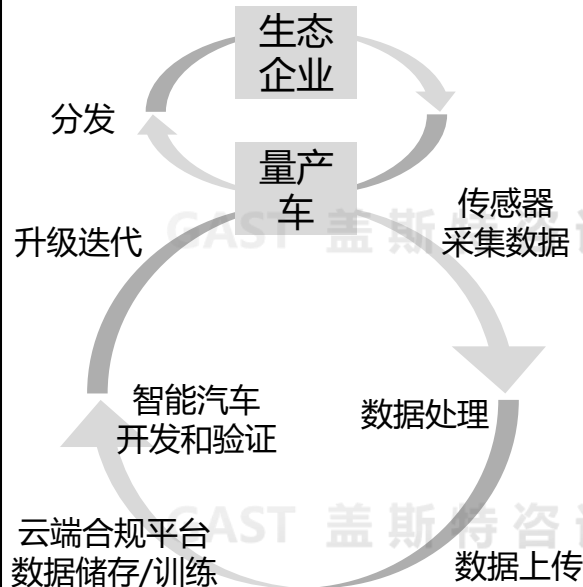 生态
企业
分发
量产
车
传感器
采集数据
升级迭代
GAST 盖斯特咨
智能汽车
开发和验证
数据处理
云端合规平台
数据储存/训练
GAST 盖斯特咨
数据上传